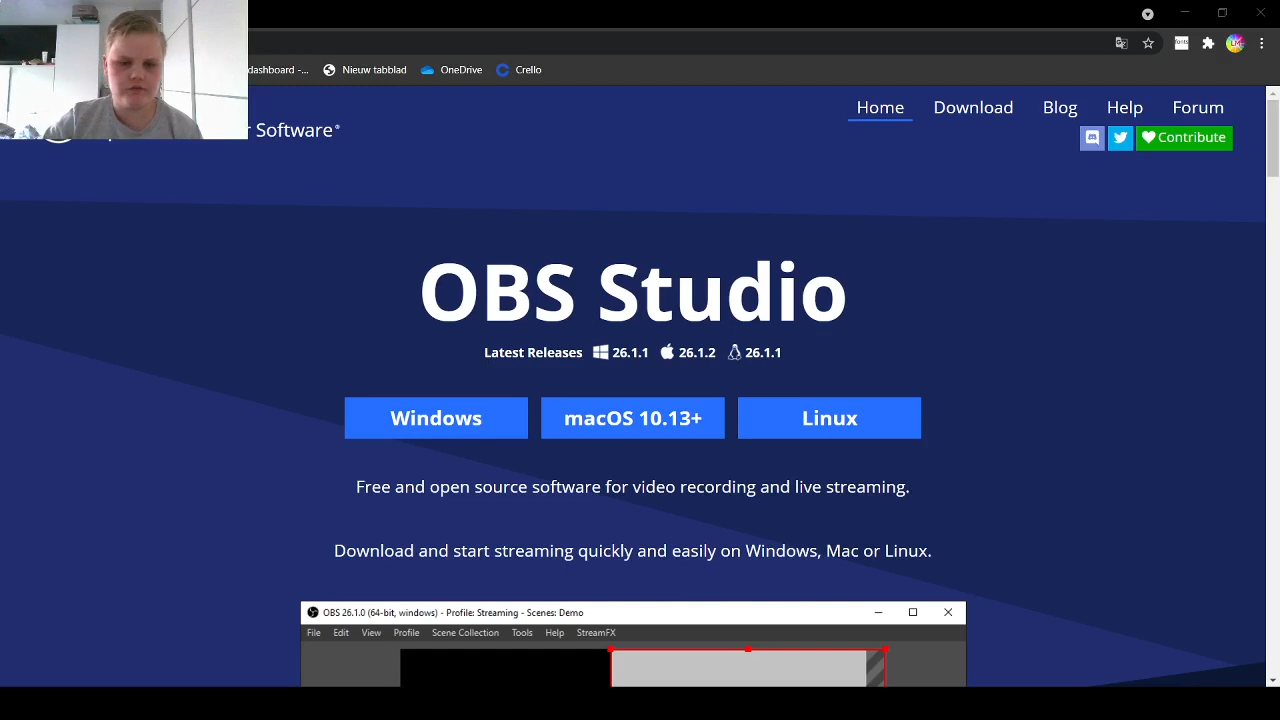 fonts
LM
dashboard -... Nieuw tabblad OneDrive Crello
Home Download Blog Help Forum
Software®
Contribute
OBS Studio
Latest Releases 26.1.1 26.1.2 26.1.1
Windows macOS 10.13+ Linux
Free and open source software for video recording and live streaming.
Download and start streaming quickly and easily on Windows, Mac or Linux.
OBS 26.1.0 (64-bit, windows) - Profile: Streaming - Scenes: Demo
File Edit View Profile Scene Collection Tools Help StreamFX